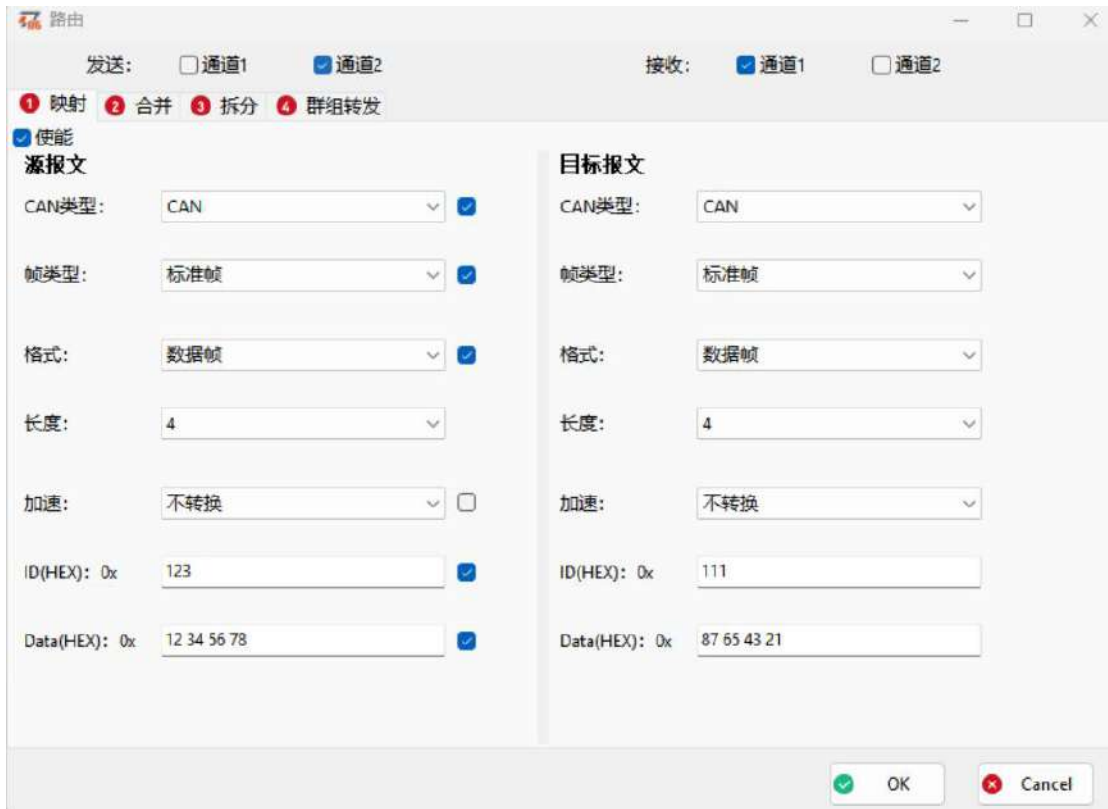 路由
发送： 通道1 通道2 接收： 通道1 通道2
1 映射 2 合并 3 拆分 4 群组转发
使能
源报文 目标报文
CAN类型： CAN CAN类型： CAN
帧类型： 标准帧 帧类型： 标准帧
格式： 数据帧 格式： 数据帧
长度： 4 长度： 4
加速： 不转换 加速： 不转换
ID(HEX)：0x 123 ID(HEX)：0x 111
Data(HEX)：0x 12 34 56 78 Data(HEX)：0x 87 65 43 21
OK Cancel